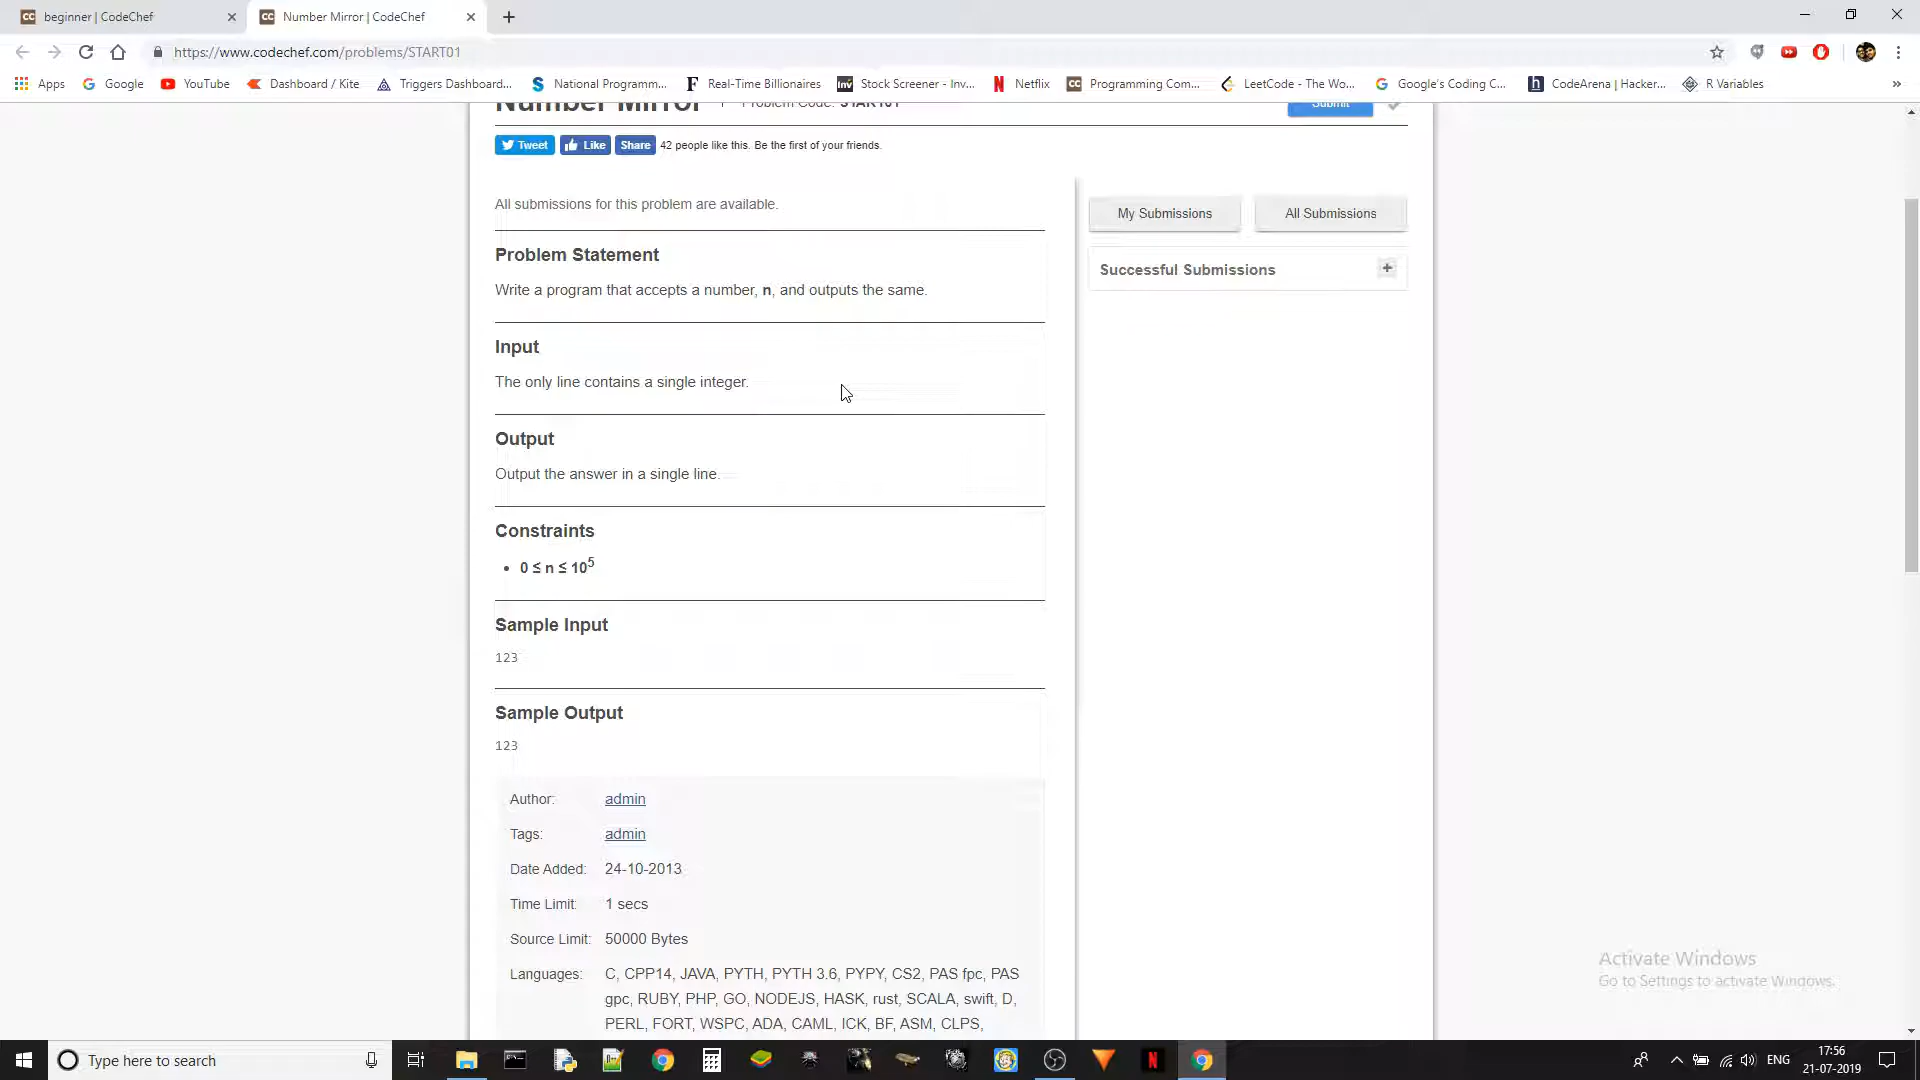 beginner | CodeChef
Number Mirror | CodeChef
https://www.codechef.com/problems/START01
Apps
Google
YouTube
Dashboard / Kite
Triggers Dashboard...
National Programm...
Real-Time Billionaires
Stock Screener - Inv...
Netflix
Programming Com...
LeetCode - The Wo...
Google's Coding C...
CodeArena | Hacker...
R Variables
»
Number Mirror
Problem Code: START01
Submit
Tweet
Like
Share
42 people like this. Be the first of your friends.
All submissions for this problem are available.
My Submissions
All Submissions
Successful Submissions
+
Problem Statement
Write a program that accepts a number, n, and outputs the same.
Input
The only line contains a single integer.
Output
Output the answer in a single line.
Constraints
• 0 ≤ n ≤ 10^5
Sample Input
123
Sample Output
123
Author: admin
Tags: admin
Date Added: 24-10-2013
Time Limit: 1 secs
Source Limit: 50000 Bytes
Languages: C, CPP14, JAVA, PYTH, PYTH 3.6, PYPY, CS2, PAS fpc, PAS
gpc, RUBY, PHP, GO, NODEJS, HASK, rust, SCALA, swift, D,
PERL, FORT, WSPC, ADA, CAML, ICK, BF, ASM, CLPS,
Activate Windows
Go to Settings to activate Windows.
Type here to search
ENG
17:56
21-07-2019